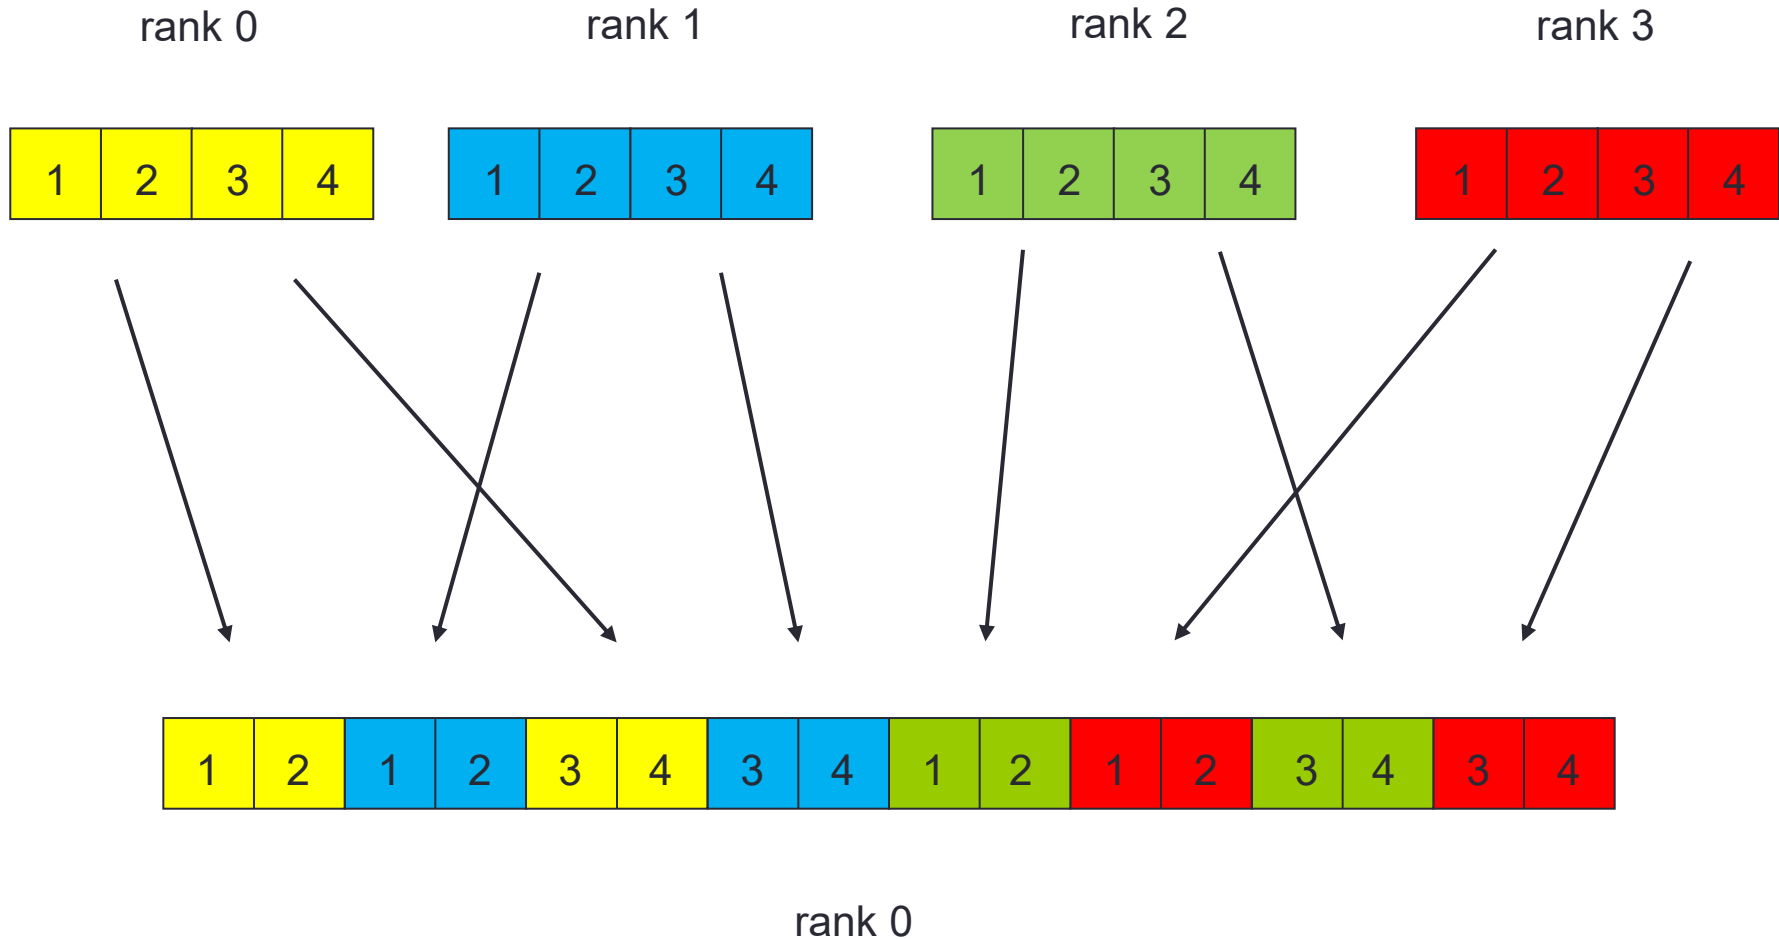 rank 0 rank 1 rank 2 rank 3
1 2 3 4 1 2 3 4 1 2 3 4 1 2 3 4
1 2 1 2 3 4 3 4 1 2 1 2 3 4 3 4
rank 0